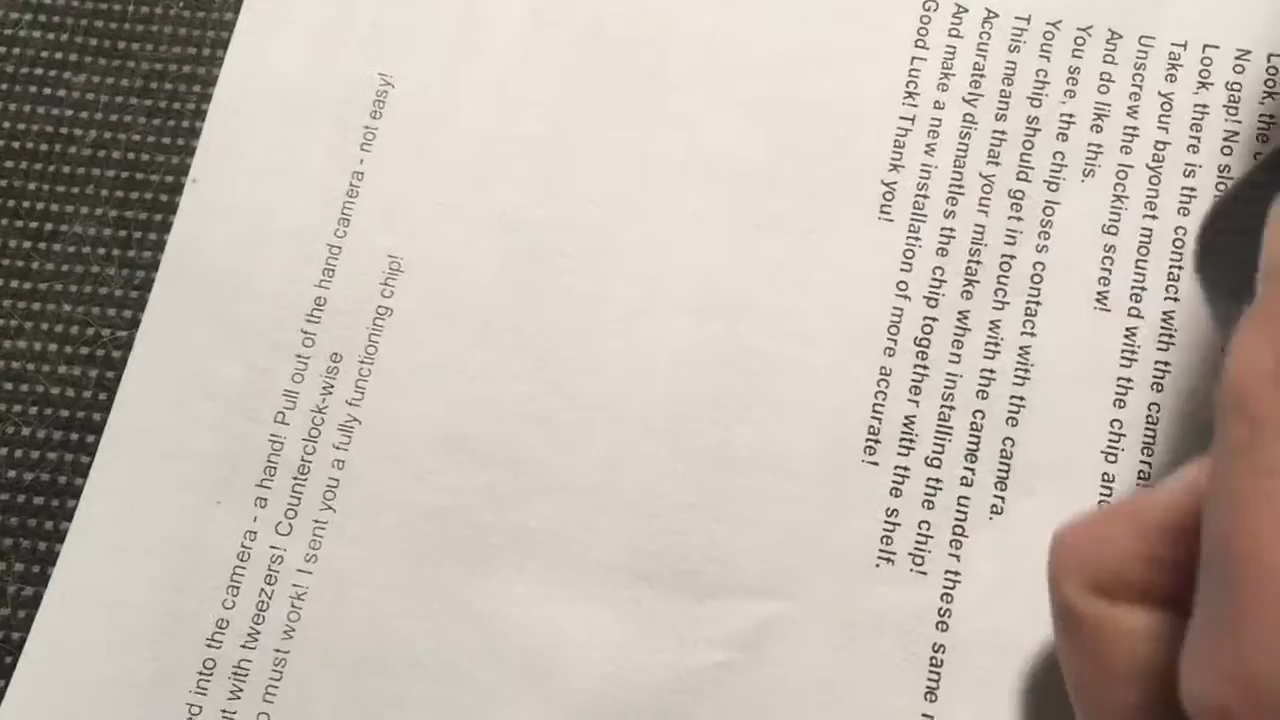 Look, the
No gap! No
Look, there is the contact with the camera!
Take your bayonet mounted with the chip and
Unscrew the locking screw!
And do like this.
You see, the chip loses contact with the camera.
Your chip should get in touch with the camera under these same
This means that your mistake when installing the chip!
Accurately dismantles the chip together with the shelf.
And make a new installation of more accurate!
Good Luck! Thank you!
into the camera - a hand! Pull out of the hand camera - not easy!
with tweezers! Counterclock-wise
must work! I sent you a fully functioning chip!